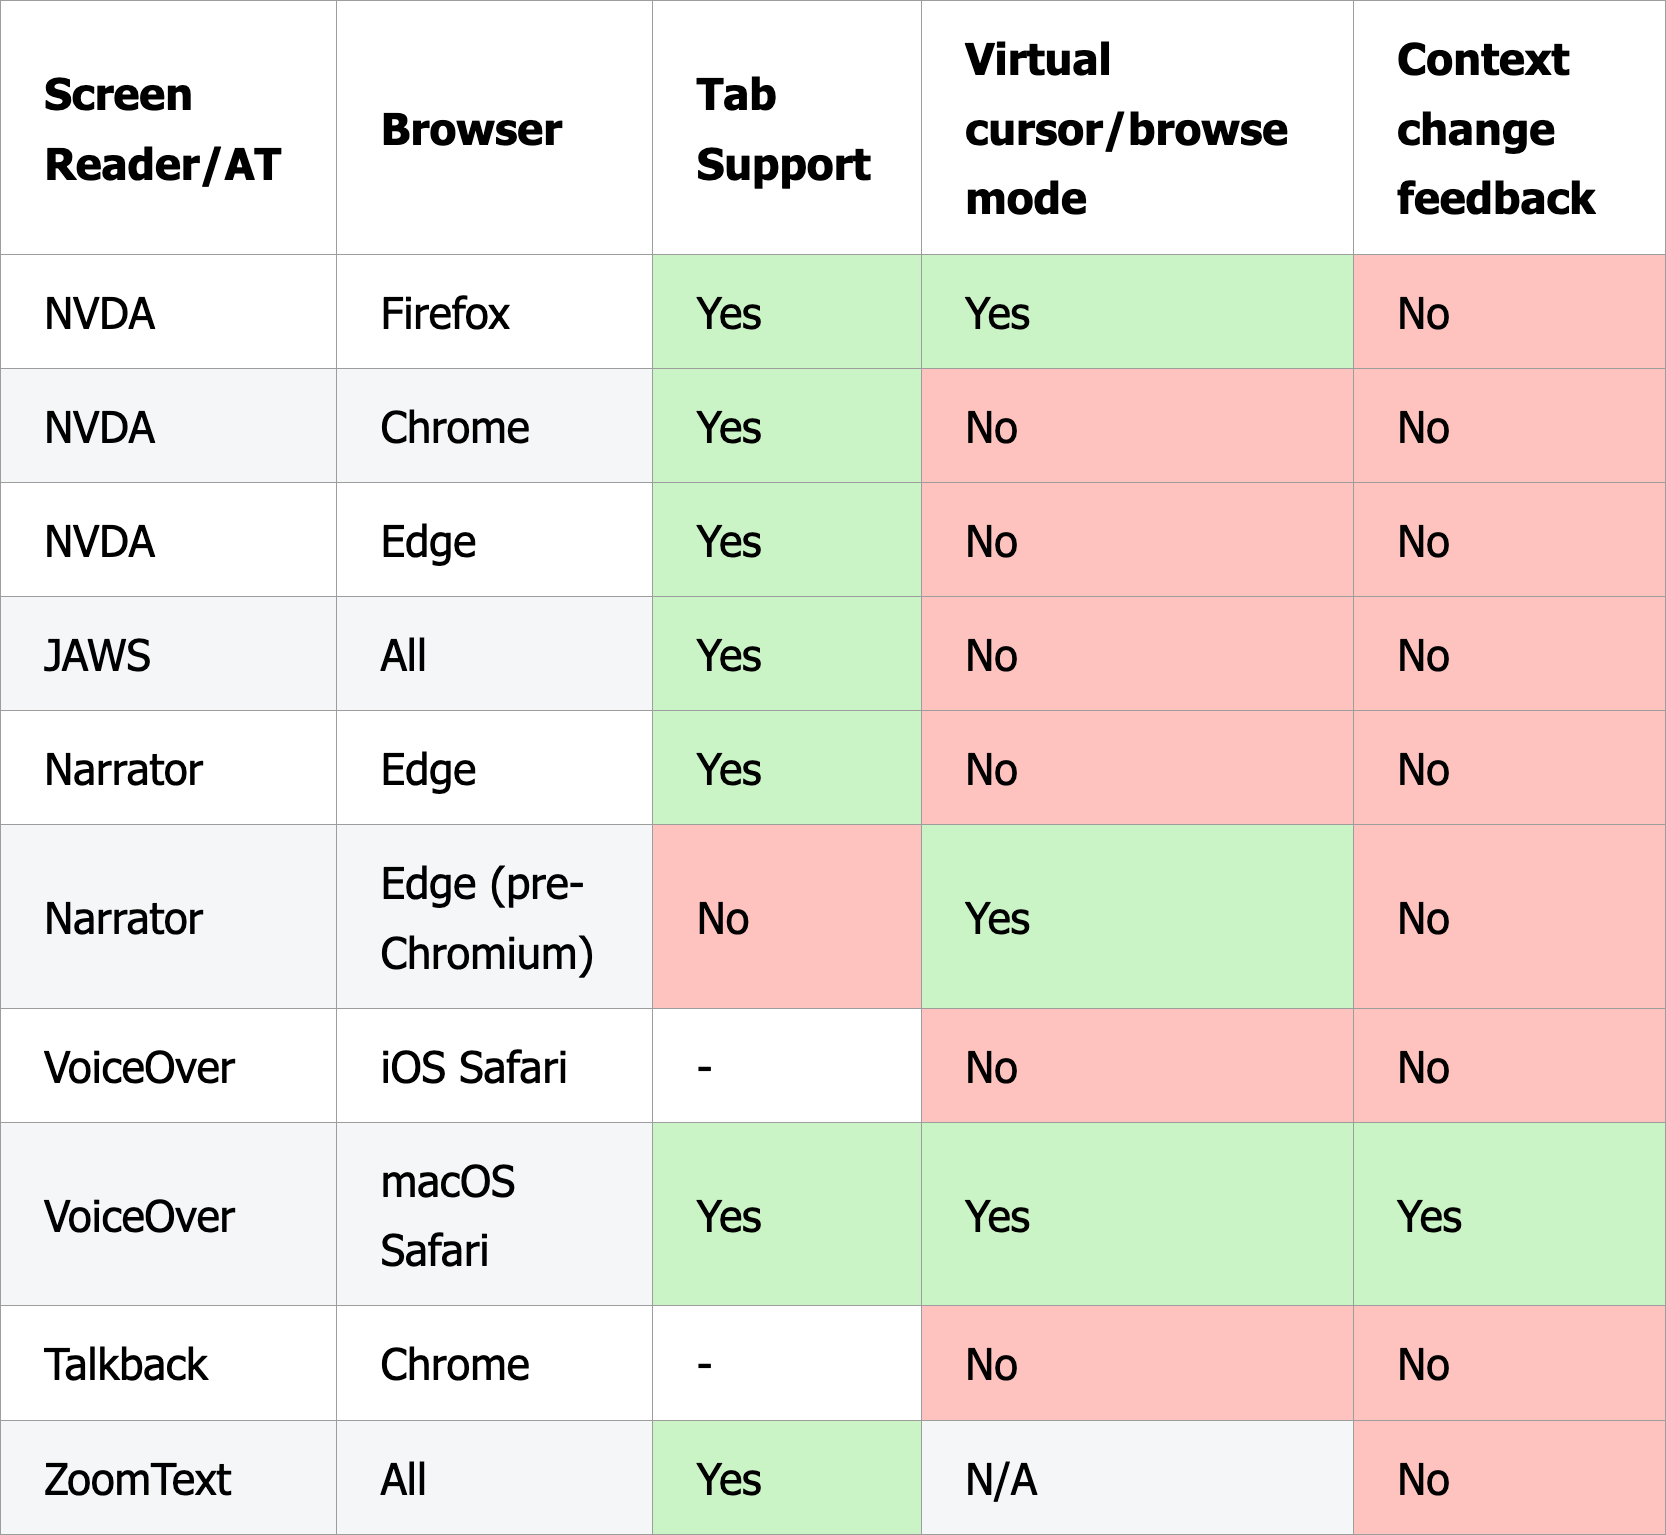 Screen Reader/AT Browser Tab Support Virtual cursor/browse mode Context change feedback
NVDA Firefox Yes Yes No
NVDA Chrome Yes No No
NVDA Edge Yes No No
JAWS All Yes No No
Narrator Edge Yes No No
Narrator Edge (pre-Chromium) No Yes No
VoiceOver iOS Safari - No No
VoiceOver macOS Safari Yes Yes Yes
Talkback Chrome - No No
ZoomText All Yes N/A No